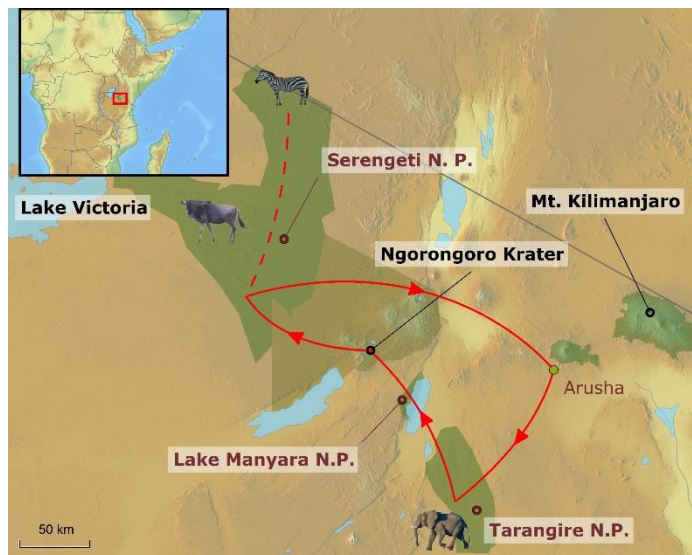 Serengeti N. P.
Lake Victoria
Mt. Kilimanjaro
Ngorongoro Krater
Arusha
Lake Manyara N.P.
50 km
Tarangire N.P.